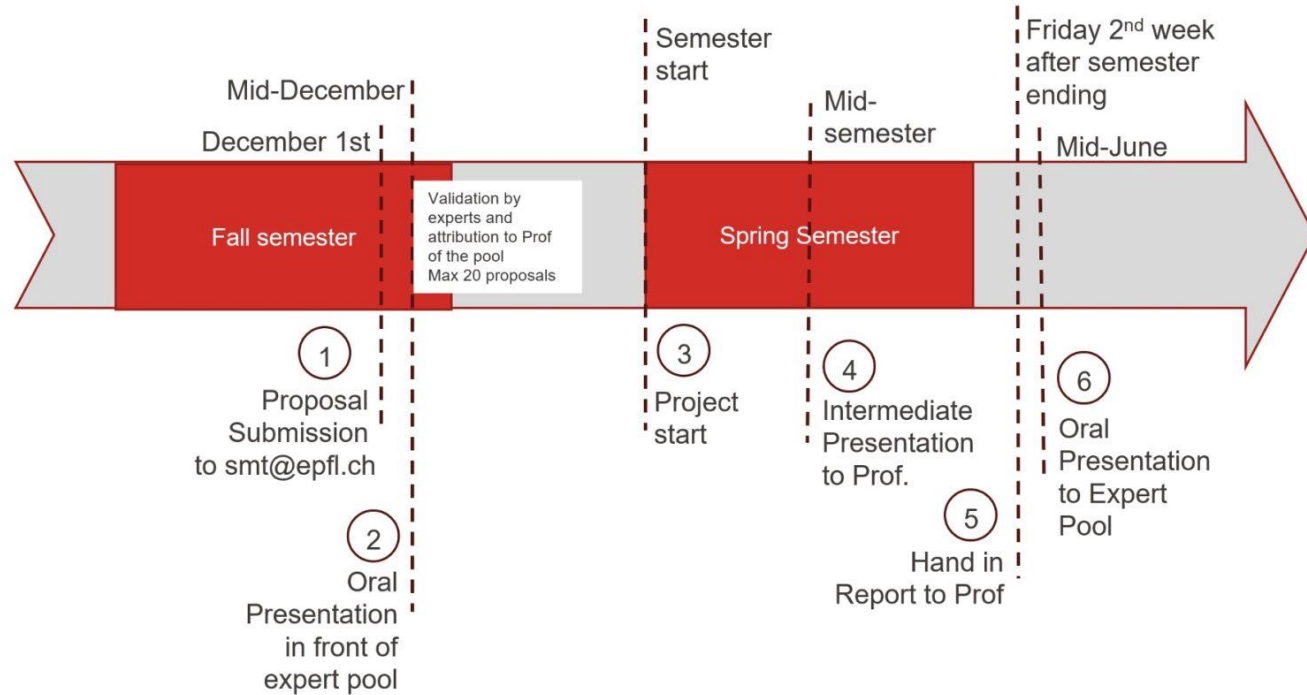 Semester
start
Friday 2nd week
after semester
ending
Mid-December
Mid-
semester
December 1st
Mid-June
Fall semester
Validation by
experts and
attribution to Prof
of the pool
Max 20 proposals
Spring Semester
1
Proposal
Submission
to smt@epfl.ch
2
Oral
Presentation
in front of
expert pool
3
Project
start
4
Intermediate
Presentation
to Prof.
5
Hand in
Report to Prof
6
Oral
Presentation
to Expert
Pool